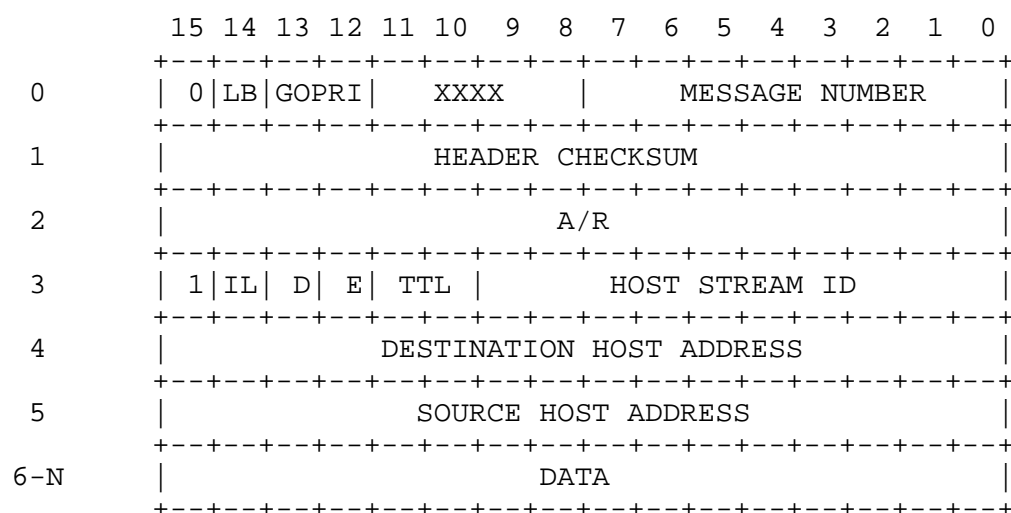 15 14 13 12 11 10 9 8 7 6 5 4 3 2 1 0
+--+--+--+--+--+--+--+--+--+--+--+--+--+--+--+--+
0 | 0|LB|GOPRI| XXXX | MESSAGE NUMBER |
+--+--+--+--+--+--+--+--+--+--+--+--+--+--+--+--+
1 | HEADER CHECKSUM |
+--+--+--+--+--+--+--+--+--+--+--+--+--+--+--+--+
2 | A/R |
+--+--+--+--+--+--+--+--+--+--+--+--+--+--+--+--+
3 | 1|IL| D| E| TTL | HOST STREAM ID |
+--+--+--+--+--+--+--+--+--+--+--+--+--+--+--+--+
4 | DESTINATION HOST ADDRESS |
+--+--+--+--+--+--+--+--+--+--+--+--+--+--+--+--+
5 | SOURCE HOST ADDRESS |
+--+--+--+--+--+--+--+--+--+--+--+--+--+--+--+--+
6-N | DATA |
+--+--+--+--+--+--+--+--+--+--+--+--+--+--+--+--+